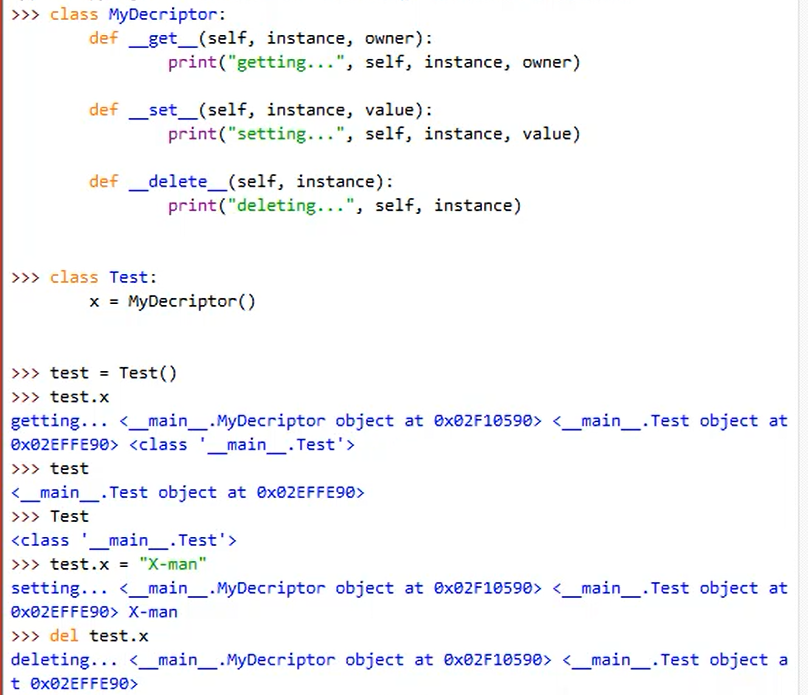 >>> class MyDecriptor:
        def __get__(self, instance, owner):
                print("getting...", self, instance, owner)
        def __set__(self, instance, value):
                print("setting...", self, instance, value)
        def __delete__(self, instance):
                print("deleting...", self, instance)
>>> class Test:
        x = MyDecriptor()
>>> test = Test()
>>> test.x
getting... <__main__.MyDecriptor object at 0x02F10590> <__main__.Test object at
0x02EFFE90> <class '__main__.Test'>
>>> test
<__main__.Test object at 0x02EFFE90>
>>> Test
<class '__main__.Test'>
>>> test.x = "X-man"
setting... <__main__.MyDecriptor object at 0x02F10590> <__main__.Test object at
0x02EFFE90> X-man
>>> del test.x
deleting... <__main__.MyDecriptor object at 0x02F10590> <__main__.Test object a
t 0x02EFFE90>